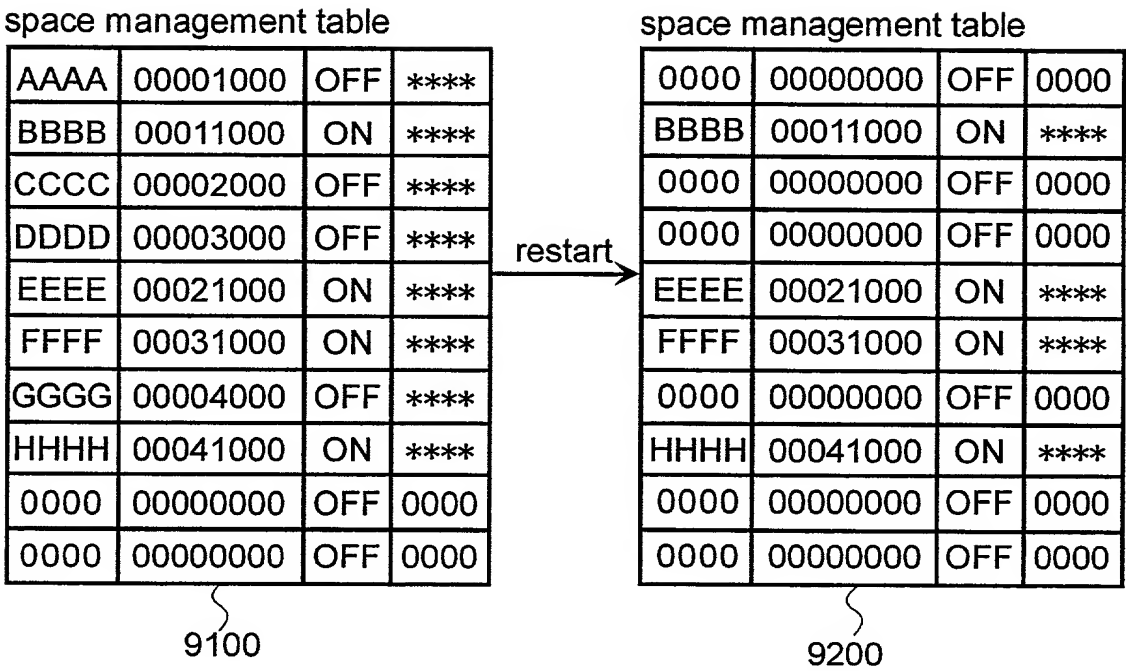 space management table
AAAA 00001000 OFF ****
BBBB 00011000 ON ****
CCCC 00002000 OFF ****
DDDD 00003000 OFF ****
EEEE 00021000 ON ****
FFFF 00031000 ON ****
GGGG 00004000 OFF ****
HHHH 00041000 ON ****
0000 00000000 OFF 0000
0000 00000000 OFF 0000
9100
restart
space management table
0000 00000000 OFF 0000
BBBB 00011000 ON ****
0000 00000000 OFF 0000
0000 00000000 OFF 0000
EEEE 00021000 ON ****
FFFF 00031000 ON ****
0000 00000000 OFF 0000
HHHH 00041000 ON ****
0000 00000000 OFF 0000
0000 00000000 OFF 0000
9200